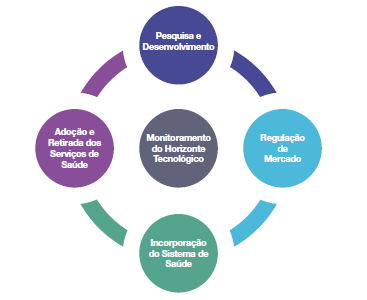 Pesquisa e
Desenvolvimento
Adoção e
Retirada dos
Serviços de
Saúde
Monitoramento
do Horizonte
Tecnológico
Regulação
de
Mercado
Incorporação
do Sistema de
Saúde